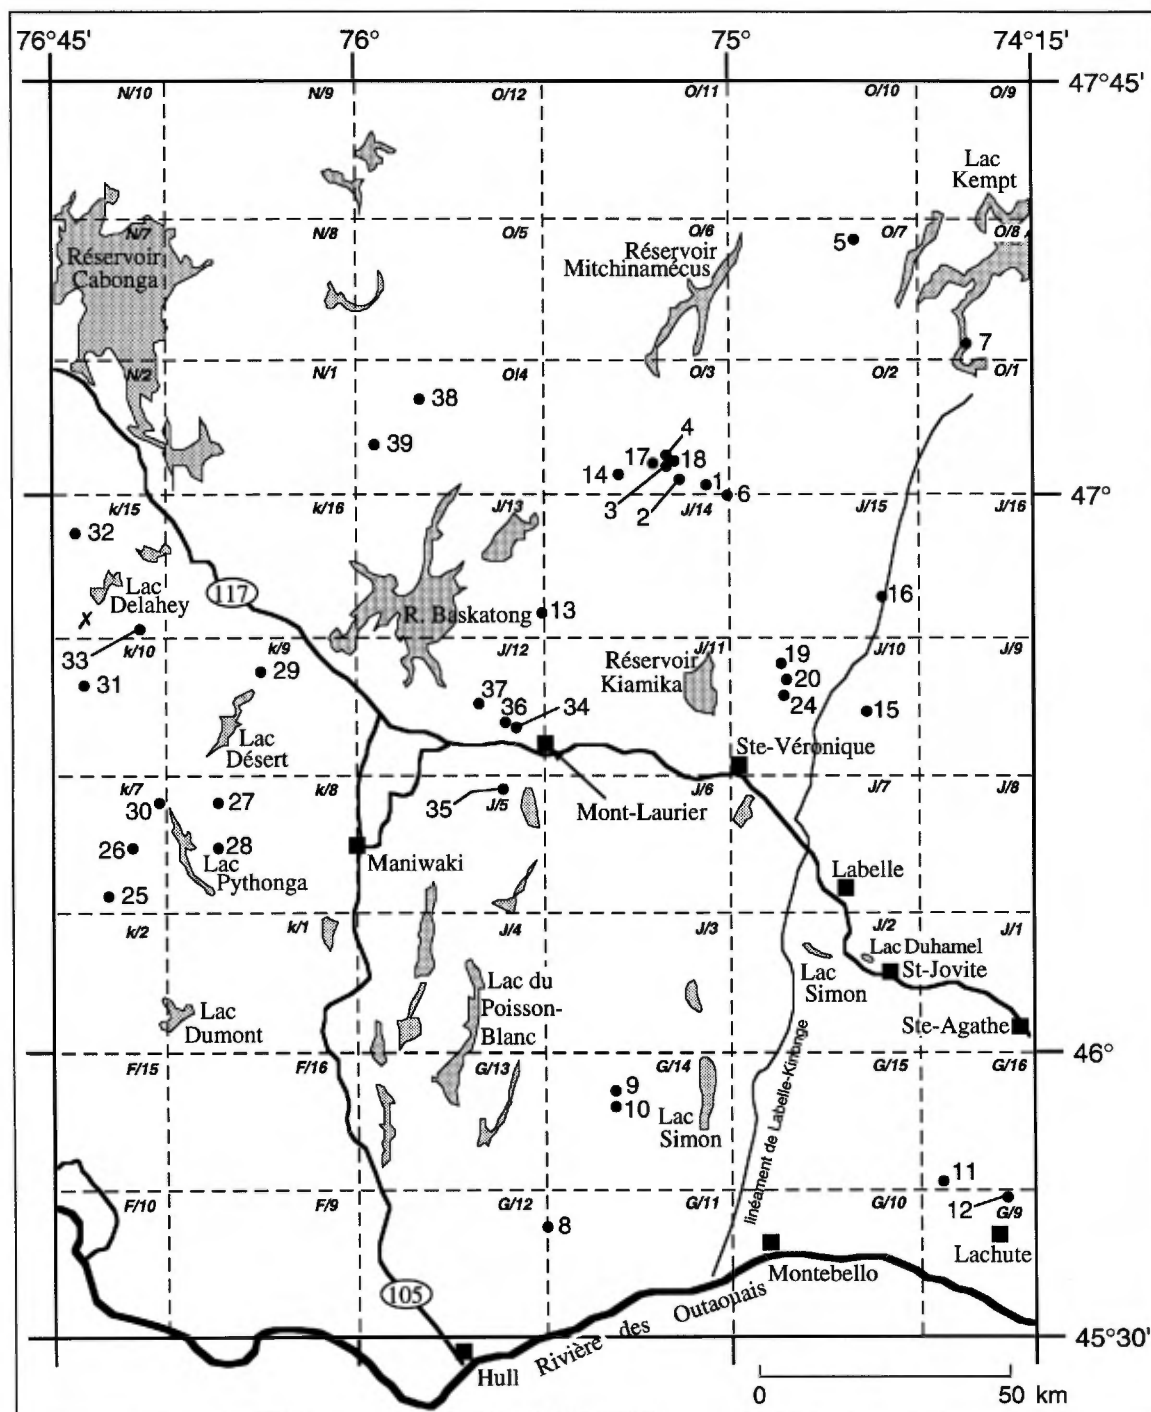 76°45'
76°
75°
74°15'
47°45'
N/10
N/9
O/12
O/11
O/10
O/9
Lac
Kempt
N/7
N/8
O/5
O/6
O/7
O/8
Réservoir
Cabonga
Réservoir
Mitchinamécus
5
7
N/2
N/1
O/4
O/3
O/2
O/1
38
39
4
17
18
14
1
6
3
2
47°
k/15
k/16
J/13
J/14
J/15
J/16
32
Lac
Delahey
117
x
R. Baskatong
13
16
33
k/10
k/9
J/12
J/11
J/10
J/9
31
29
Réservoir
Kiamika
19
20
24
15
37
36
34
Lac
Désert
Ste-Véronique
k/7
k/8
J/5
J/6
J/7
J/8
30
27
35
Mont-Laurier
26
28
Lac
Pythonga
Maniwaki
25
Labelle
k/2
k/1
J/4
J/3
J/2
J/1
Lac Duhamel
St-Jovite
Lac
Simon
Lac du
Poisson-
Blanc
Lac
Dumont
Ste-Agathe
46°
F/15
F/16
G/13
G/14
G/15
G/16
9
10
Lac
Simon
linéament de Labelle-Kinonge
11
12
F/10
F/9
G/12
G/11
G/10
G/9
8
Lachute
Montebello
105
Rivière des Outaouais
Hull
45°30'
0 50 km